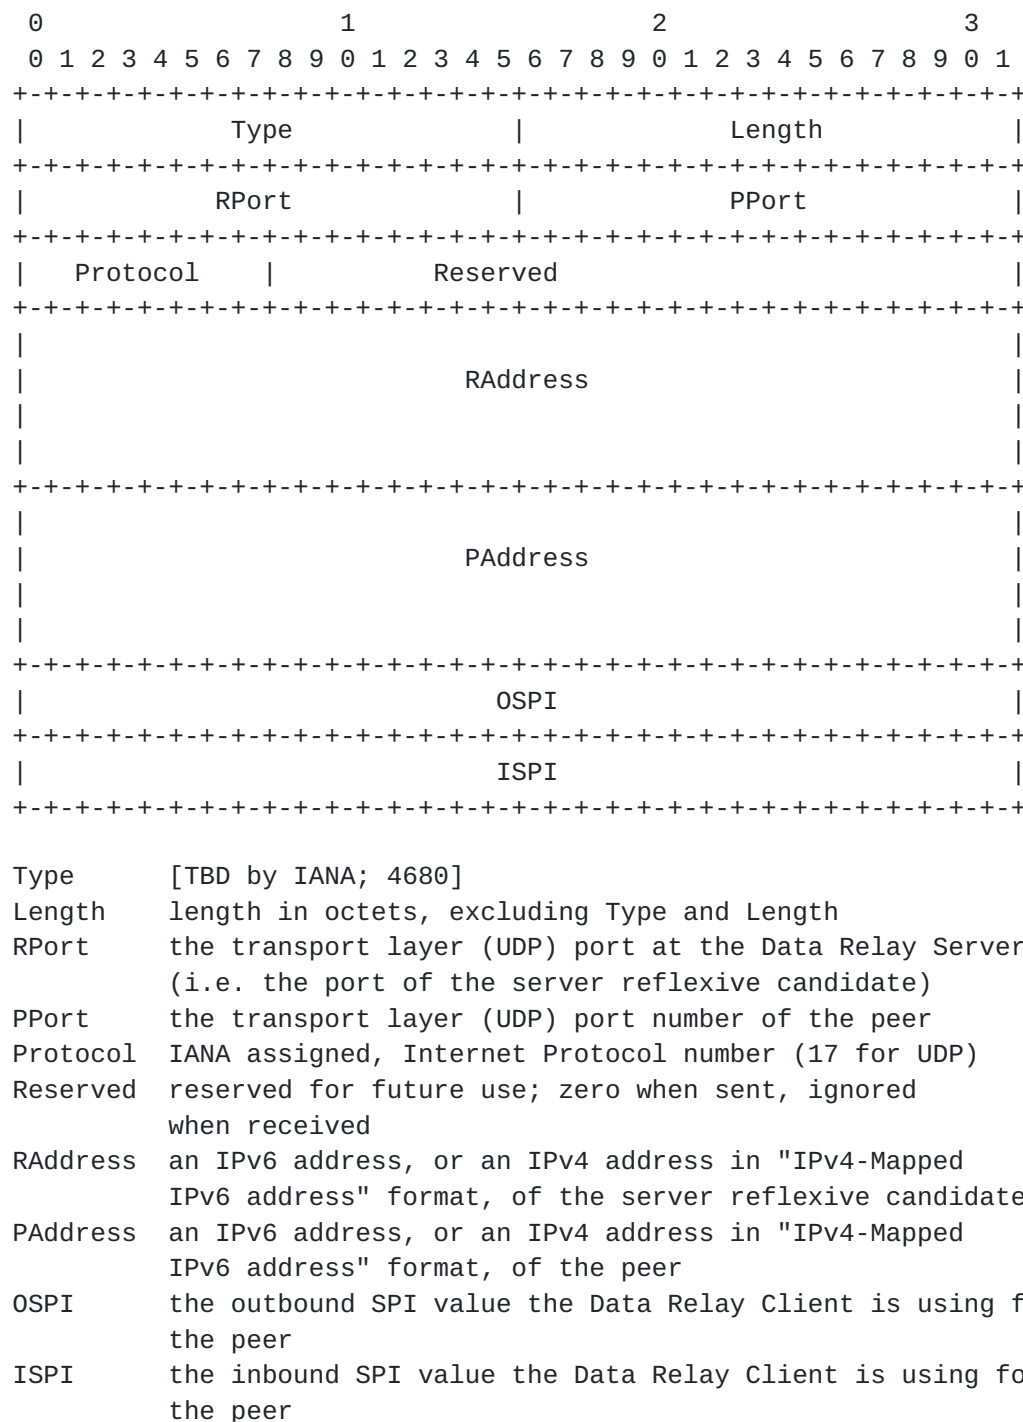 0                   1                   2                   3
 0 1 2 3 4 5 6 7 8 9 0 1 2 3 4 5 6 7 8 9 0 1 2 3 4 5 6 7 8 9 0 1
+-+-+-+-+-+-+-+-+-+-+-+-+-+-+-+-+-+-+-+-+-+-+-+-+-+-+-+-+-+-+-+-+
|             Type              |             Length            |
+-+-+-+-+-+-+-+-+-+-+-+-+-+-+-+-+-+-+-+-+-+-+-+-+-+-+-+-+-+-+-+-+
|            RPort              |             PPort             |
+-+-+-+-+-+-+-+-+-+-+-+-+-+-+-+-+-+-+-+-+-+-+-+-+-+-+-+-+-+-+-+-+
|   Protocol    |          Reserved                             |
+-+-+-+-+-+-+-+-+-+-+-+-+-+-+-+-+-+-+-+-+-+-+-+-+-+-+-+-+-+-+-+-+
|                                                               |
|                            RAddress                           |
|                                                               |
|                                                               |
+-+-+-+-+-+-+-+-+-+-+-+-+-+-+-+-+-+-+-+-+-+-+-+-+-+-+-+-+-+-+-+-+
|                                                               |
|                            PAddress                           |
|                                                               |
|                                                               |
+-+-+-+-+-+-+-+-+-+-+-+-+-+-+-+-+-+-+-+-+-+-+-+-+-+-+-+-+-+-+-+-+
|                              OSPI                             |
+-+-+-+-+-+-+-+-+-+-+-+-+-+-+-+-+-+-+-+-+-+-+-+-+-+-+-+-+-+-+-+-+
|                              ISPI                             |
+-+-+-+-+-+-+-+-+-+-+-+-+-+-+-+-+-+-+-+-+-+-+-+-+-+-+-+-+-+-+-+-+

Type      [TBD by IANA; 4680]
Length    length in octets, excluding Type and Length
RPort     the transport layer (UDP) port at the Data Relay Server
          (i.e. the port of the server reflexive candidate)
PPort     the transport layer (UDP) port number of the peer
Protocol  IANA assigned, Internet Protocol number (17 for UDP)
Reserved  reserved for future use; zero when sent, ignored
          when received
RAddress  an IPv6 address, or an IPv4 address in "IPv4-Mapped
          IPv6 address" format, of the server reflexive candidate
PAddress  an IPv6 address, or an IPv4 address in "IPv4-Mapped
          IPv6 address" format, of the peer
OSPI      the outbound SPI value the Data Relay Client is using
          the peer
ISPI      the inbound SPI value the Data Relay Client is using
          the peer